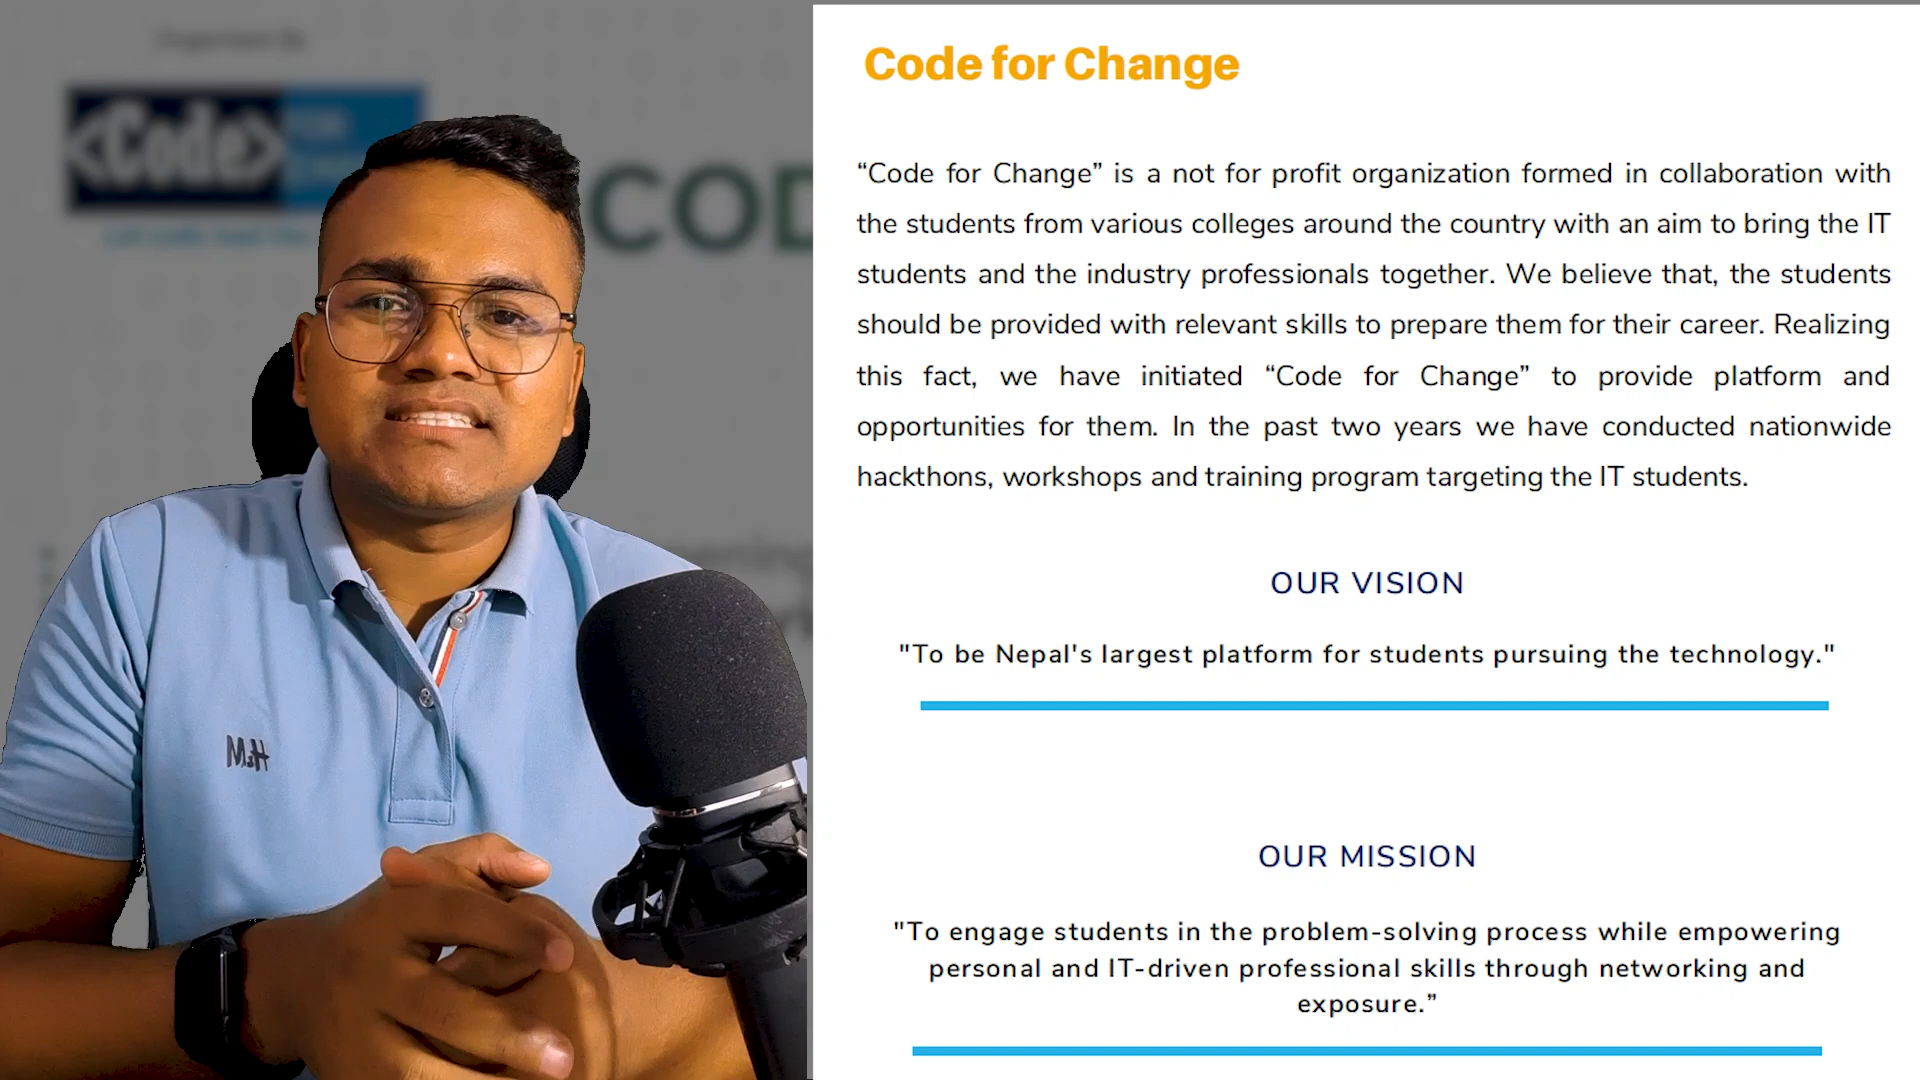 Organised By
<Code>
FOR
COD
Code for Change
“Code for Change” is a not for profit organization formed in collaboration with
the students from various colleges around the country with an aim to bring the IT
students and the industry professionals together. We believe that, the students
should be provided with relevant skills to prepare them for their career. Realizing
this fact, we have initiated “Code for Change” to provide platform and
opportunities for them. In the past two years we have conducted nationwide
hackthons, workshops and training program targeting the IT students.
OUR VISION
"To be Nepal's largest platform for students pursuing the technology."
OUR MISSION
"To engage students in the problem-solving process while empowering
personal and IT-driven professional skills through networking and
exposure.”
H&M